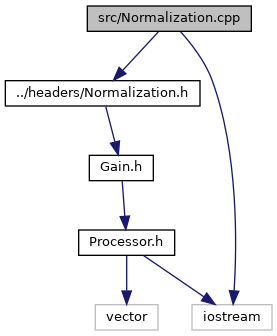 src/Normalization.cpp
../headers/Normalization.h
Gain.h
Processor.h
vector
iostream